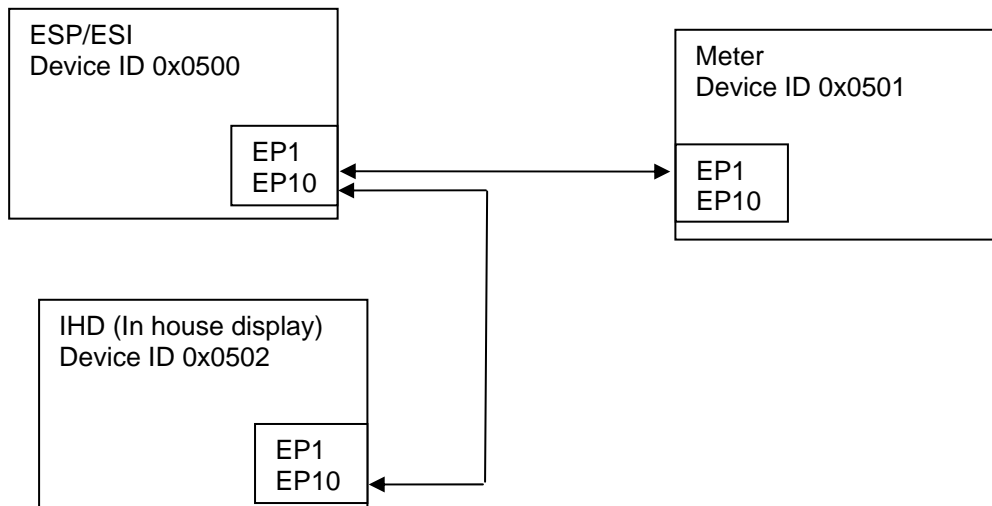 ESP/ESI
Device ID 0x0500
EP1
EP10
Meter
Device ID 0x0501
EP1
EP10
IHD (In house display)
Device ID 0x0502
EP1
EP10